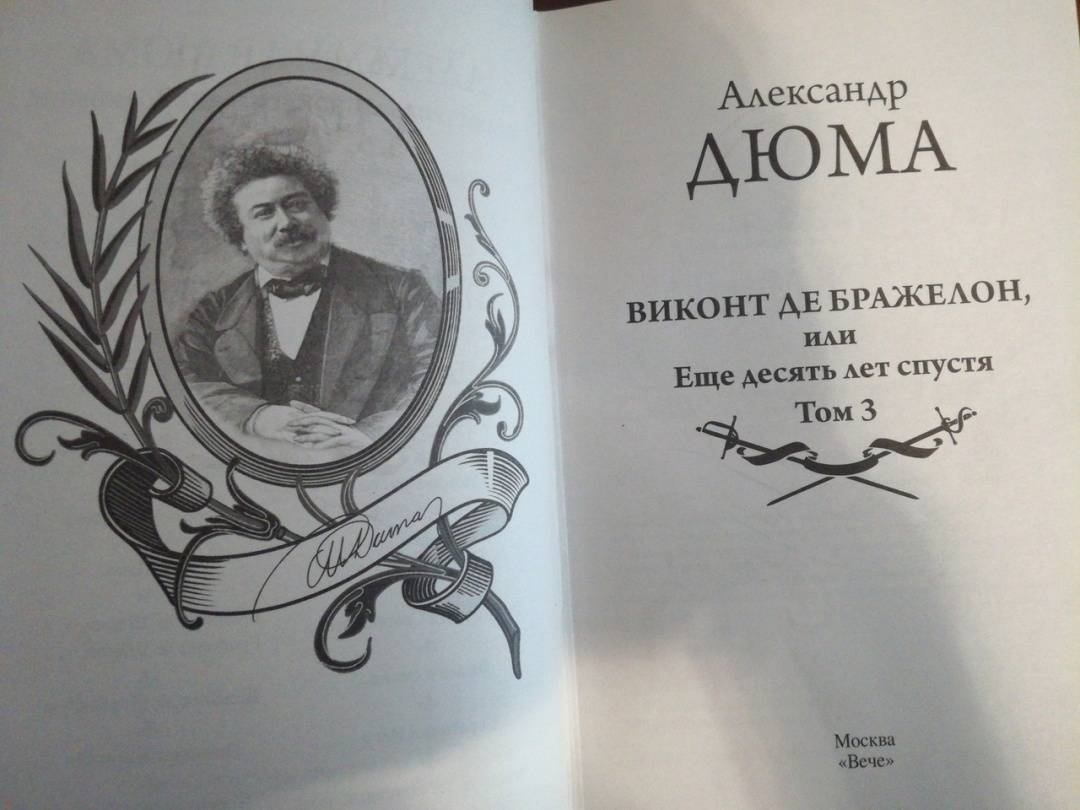 Александр
ДЮМА
ВИКОНТ ДЕ БРАЖЕЛОН,
или
Еще десять лет спустя
Том 3
Москва
«Вече»